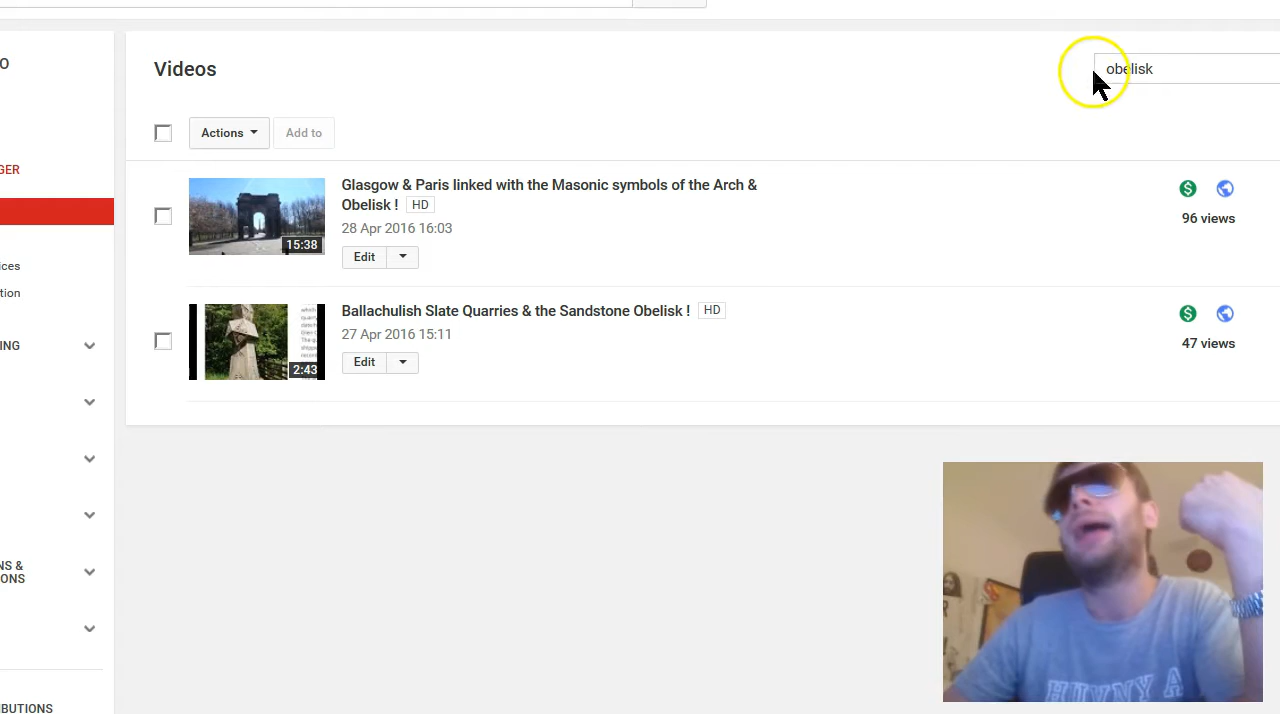 O
Videos
obelisk
Actions
Add to
GER
Glasgow & Paris linked with the Masonic symbols of the Arch &
Obelisk ! HD
15:38
28 Apr 2016 16:03
96 views
Edit
ices
tion
Ballachulish Slate Quarries & the Sandstone Obelisk ! HD
27 Apr 2016 15:11
47 views
2:43
Edit
ING
NS &
ONS
BUTIONS